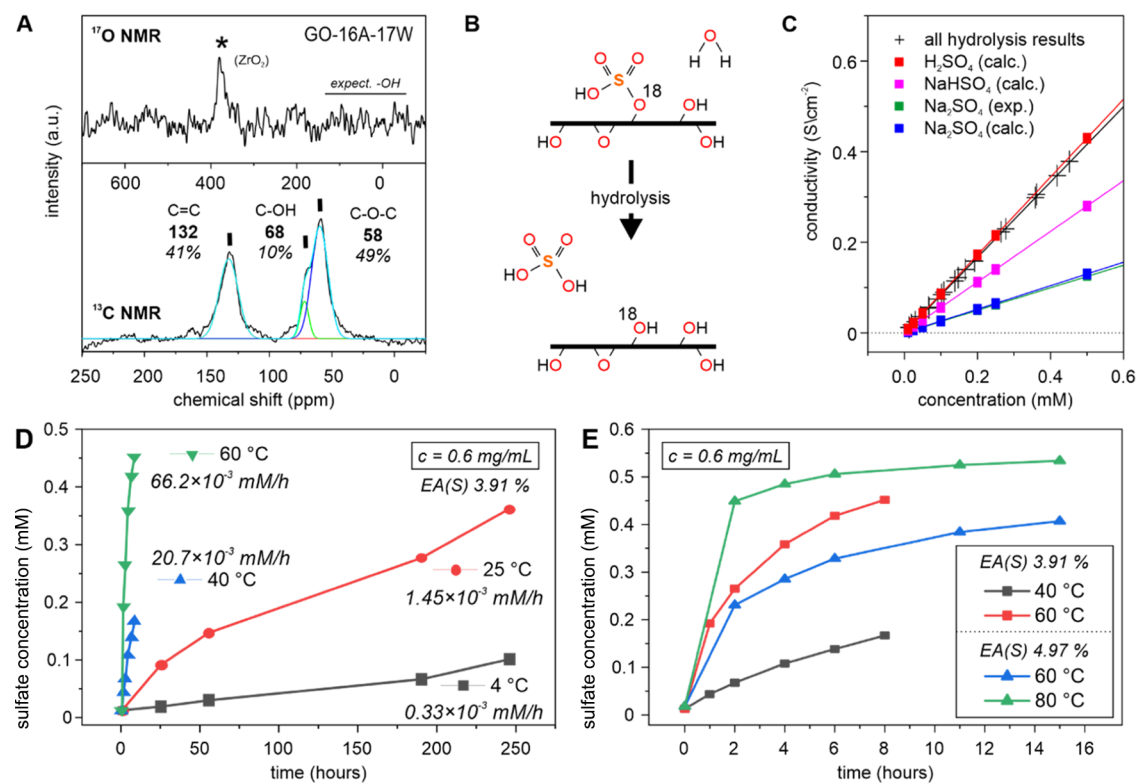 A
¹⁷O NMR
*
(ZrO₂)
GO-16A-17W
expect. -OH
600 400 200 0
C=C
132
41%
C-OH
68
10%
C-O-C
58
49%
¹³C NMR
250 200 150 100 50 0
chemical shift (ppm)
intensity (a.u.)
B
O
H H
O O
S
HO O
18
OH
HO O OH
hydrolysis
O O
S
HO OH
18
OH OH
HO O OH
C
all hydrolysis results
H₂SO₄ (calc.)
NaHSO₄ (calc.)
Na₂SO₄ (exp.)
Na₂SO₄ (calc.)
0.6
0.4
0.2
0
conductivity (S\cm⁻²)
0.0 0.2 0.4 0.6
concentration (mM)
D
60 °C
66.2×10⁻³ mM/h
20.7×10⁻³ mM/h
40 °C
c = 0.6 mg/mL
EA(S) 3.91 %
25 °C
1.45×10⁻³ mM/h
4 °C
0.33×10⁻³ mM/h
0.5
0.4
0.3
0.2
0.1
0
sulfate concentration (mM)
0 50 100 150 200 250
time (hours)
E
c = 0.6 mg/mL
EA(S) 3.91 %
40 °C
60 °C
EA(S) 4.97 %
60 °C
80 °C
0.6
0.5
0.4
0.3
0.2
0.1
0
sulfate concentration (mM)
0 2 4 6 8 10 12 14 16
time (hours)